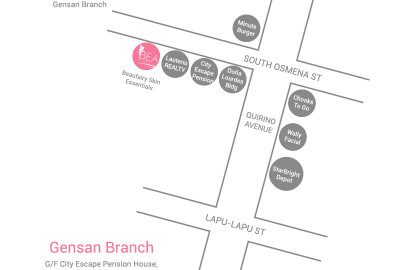 Gensan Branch
Minute
Burger
SOUTH OSMENA ST
BEA
Lauterio
REALTY
City
Escape
Pension
Doña
Lourdes
Bldg
Beaufairy Skin
Essentials
Chooks
To Go
QUIRINO
AVENUE
Wally
Facial
StarBright
Depot
LAPU-LAPU ST
Gensan Branch
G/F City Escape Pension House,